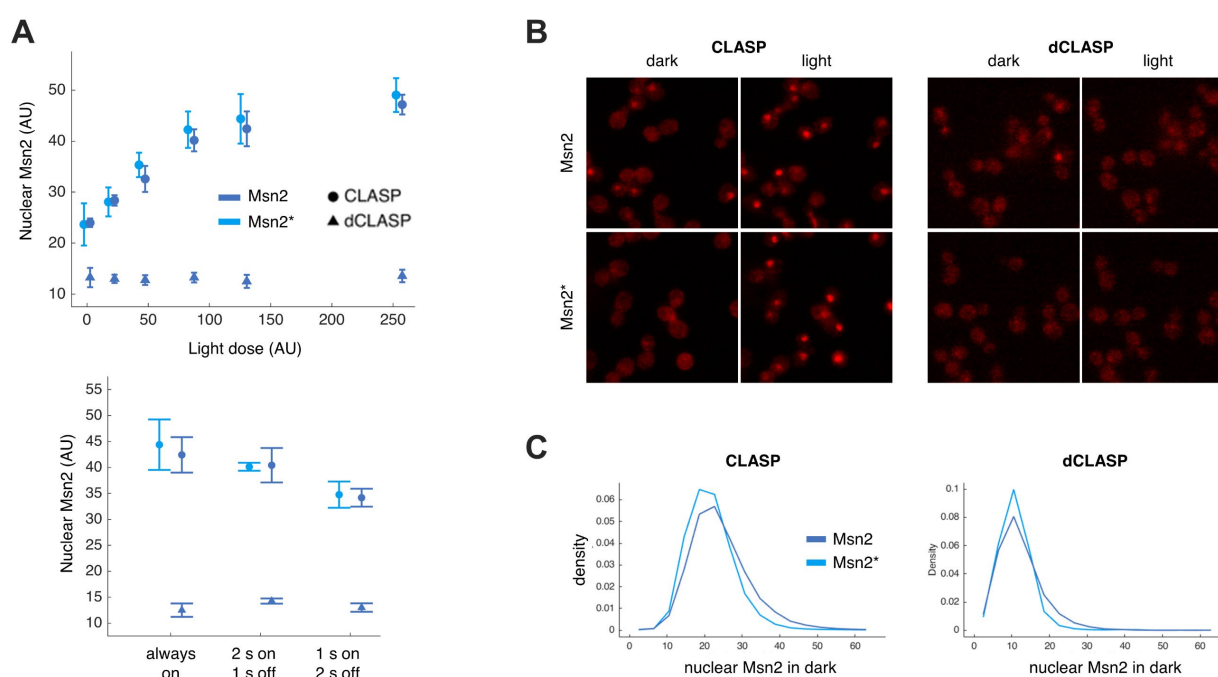 A
Nuclear Msn2 (AU)
50
40
30
20
10
Msn2
Msn2*
CLASP
dCLASP
0
50
100
150
200
250
Light dose (AU)
Nuclear Msn2 (AU)
55
50
45
40
35
30
25
20
15
10
always
on
2 s on
1 s off
1 s on
2 s off
B
CLASP
dark
light
dCLASP
dark
light
Msn2
Msn2*
C
CLASP
density
0.06
0.05
0.04
0.03
0.02
0.01
0
Msn2
Msn2*
0
10
20
30
40
50
60
nuclear Msn2 in dark
dCLASP
Density
0.1
0.08
0.06
0.04
0.02
0
0
10
20
30
40
50
60
nuclear Msn2 in dark